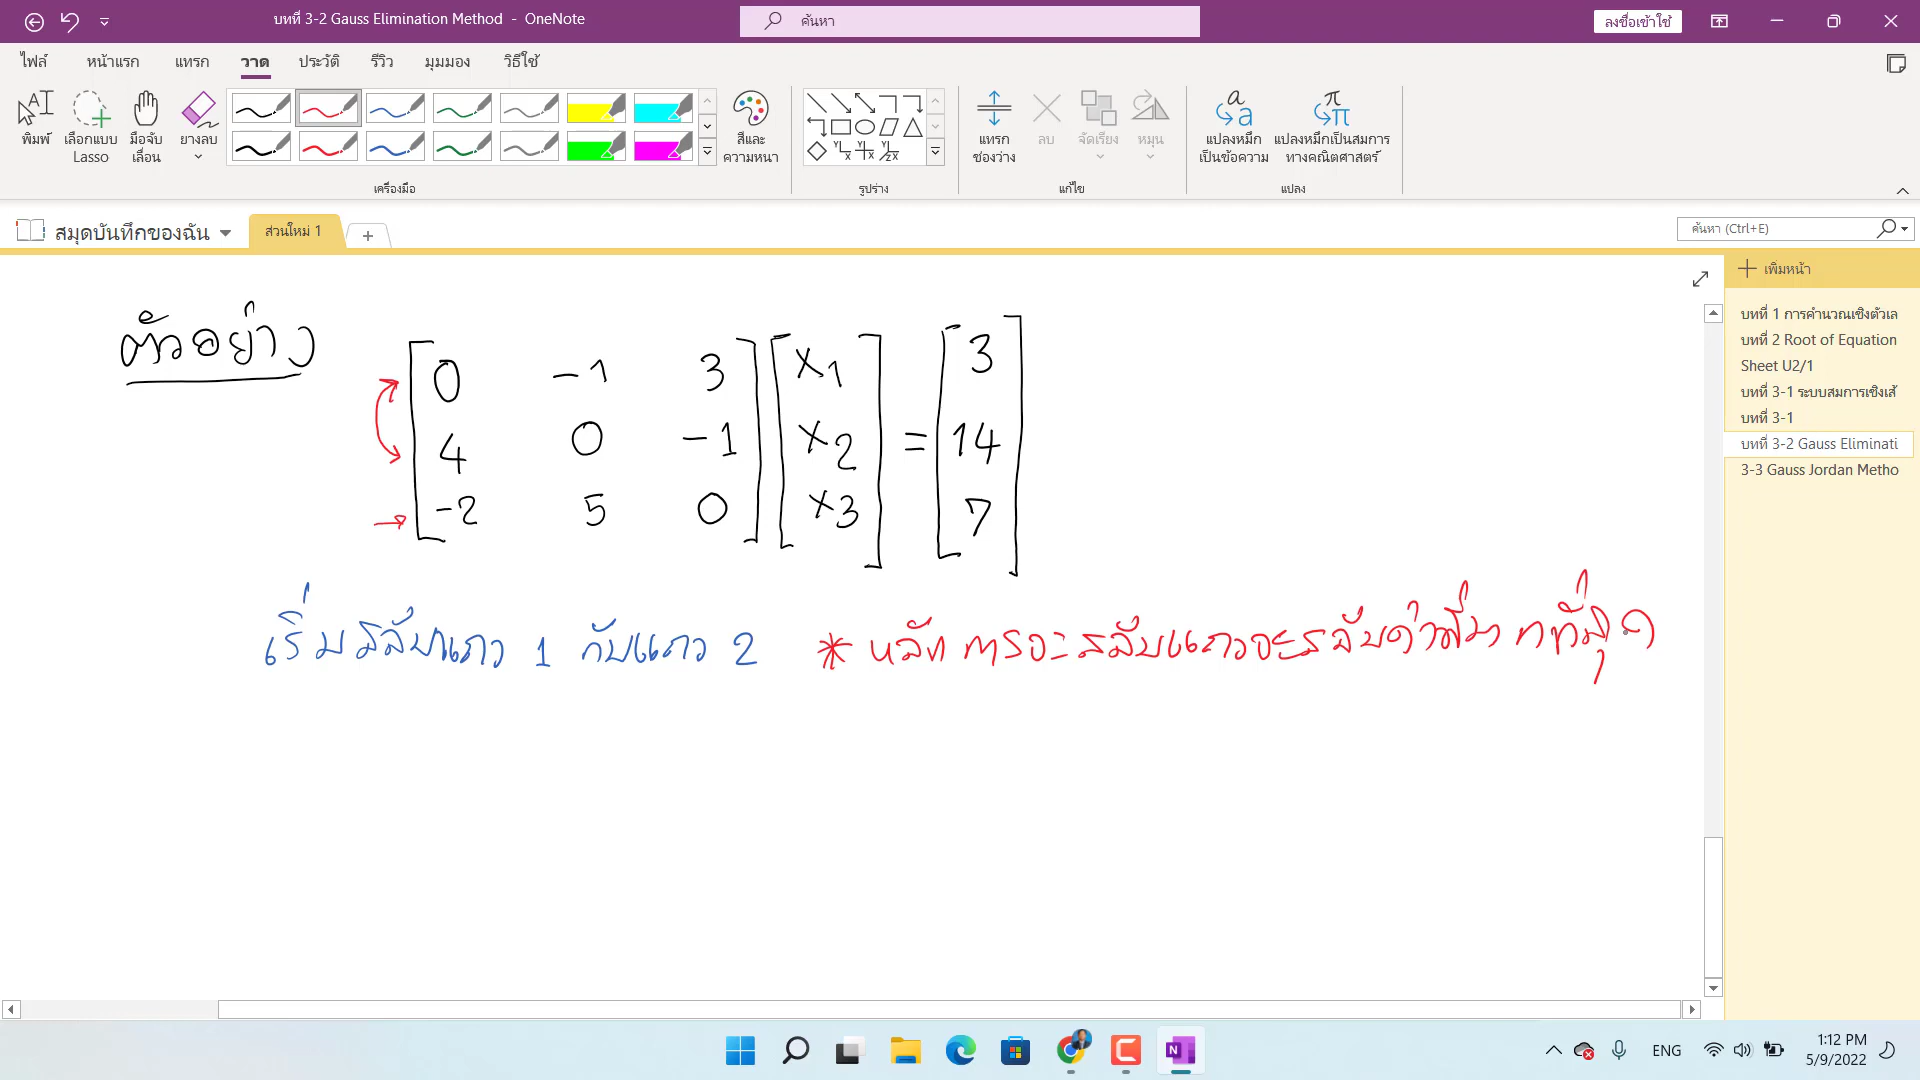 บทที่ 3-2 Gauss Elimination Method - OneNote
ค้นหา
ลงชื่อเข้าใช้
ไฟล์ หน้าแรก แทรก วาด ประวัติ รีวิว มุมมอง วิธีใช้
พิมพ์ เลือกแบบ Lasso มือจับเลื่อน ยางลบ สีและความหนา แทรกช่องว่าง ลบ จัดเรียง หมุน แปลงหมึกเป็นข้อความ แปลงหมึกเป็นสมการทางคณิตศาสตร์
เครื่องมือ รูปร่าง แก้ไข แปลง
สมุดบันทึกของฉัน ส่วนใหม่ 1
ค้นหา (Ctrl+E)
เพิ่มหน้า
บทที่ 1 การคำนวณเชิงตัวเล
บทที่ 2 Root of Equation
Sheet U2/1
บทที่ 3-1 ระบบสมการเชิงเส้
บทที่ 3-1
บทที่ 3-2 Gauss Eliminati
3-3 Gauss Jordan Metho
ตัวอย่าง
0 -1 3 x1 3
4 0 -1 x2 = 14
-2 5 0 x3 7
เริ่มสลับแถว 1 กับแถว 2 * หลักการจะสลับแถวจะสลับค่าที่มากที่สุด
ENG
1:12 PM
5/9/2022